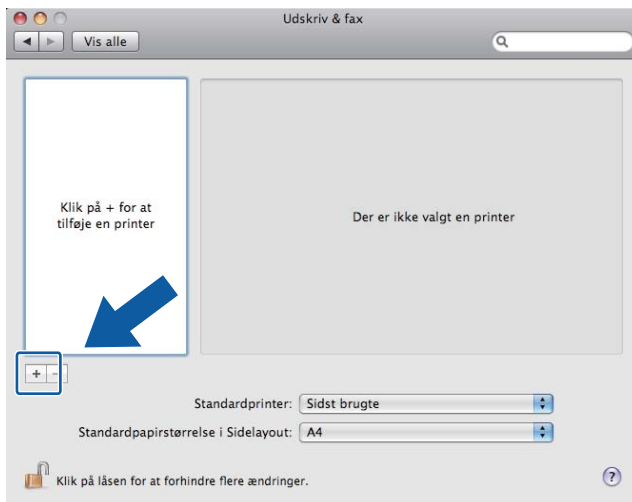 Udskriv & fax
Vis alle
Klik på + for at
tilføje en printer
Der er ikke valgt en printer
+ −
Standardprinter: Sidst brugte
Standardpapirstørrelse i Sidelayout: A4
Klik på låsen for at forhindre flere ændringer.
?